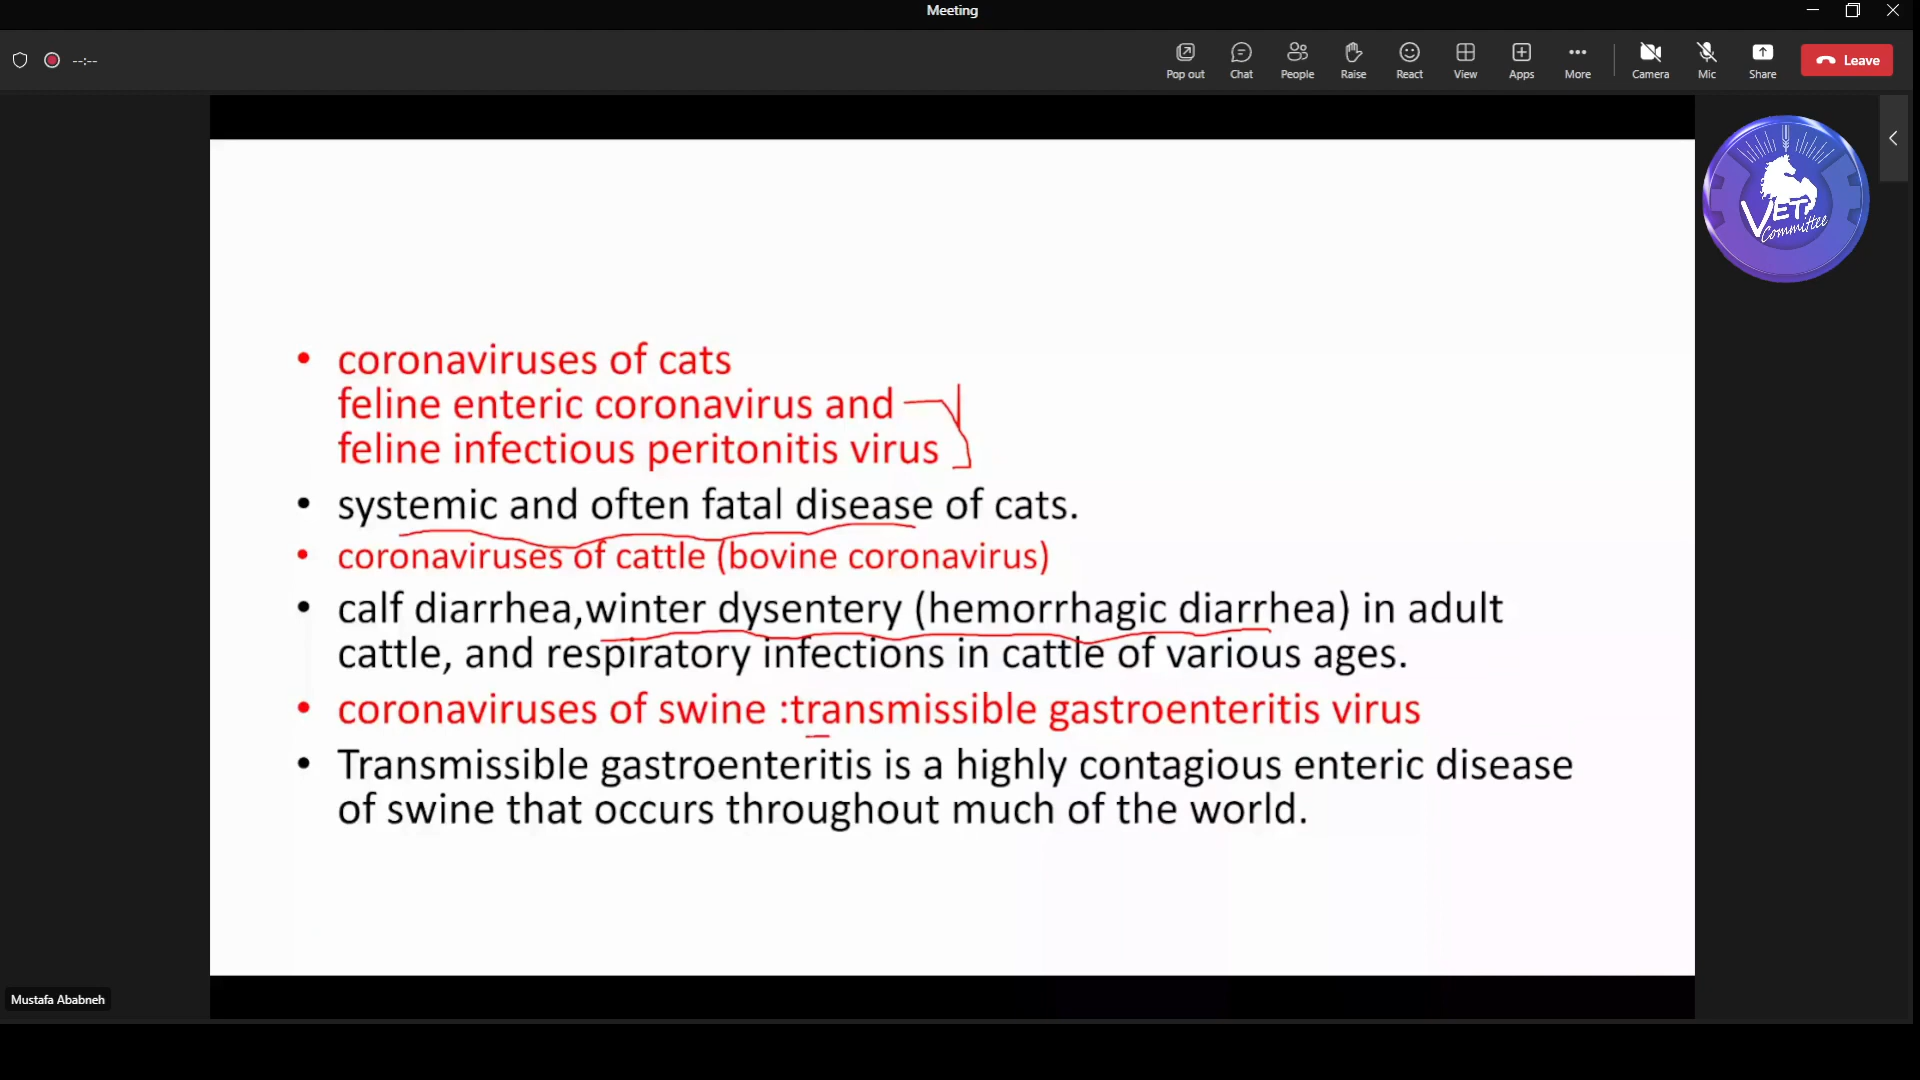 Meeting
--:--
Pop out
Chat
People
Raise
React
View
Apps
More
Camera
Mic
Share
Leave
VET
Committee
• coronaviruses of cats
feline enteric coronavirus and
feline infectious peritonitis virus
• systemic and often fatal disease of cats.
• coronaviruses of cattle (bovine coronavirus)
• calf diarrhea,winter dysentery (hemorrhagic diarrhea) in adult
cattle, and respiratory infections in cattle of various ages.
• coronaviruses of swine :transmissible gastroenteritis virus
• Transmissible gastroenteritis is a highly contagious enteric disease
of swine that occurs throughout much of the world.
Mustafa Ababneh